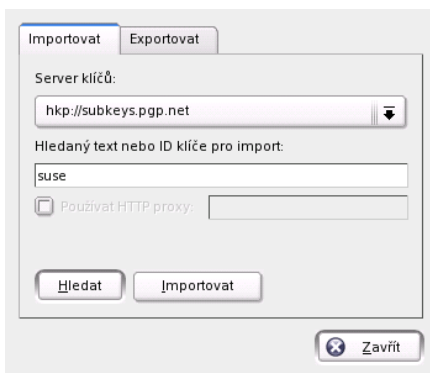 Importovat Exportovat
Server klíčů:
hkp://subkeys.pgp.net
Hledaný text nebo ID klíče pro import:
suse
Používat HTTP proxy:
Hledat Importovat
Zavřít